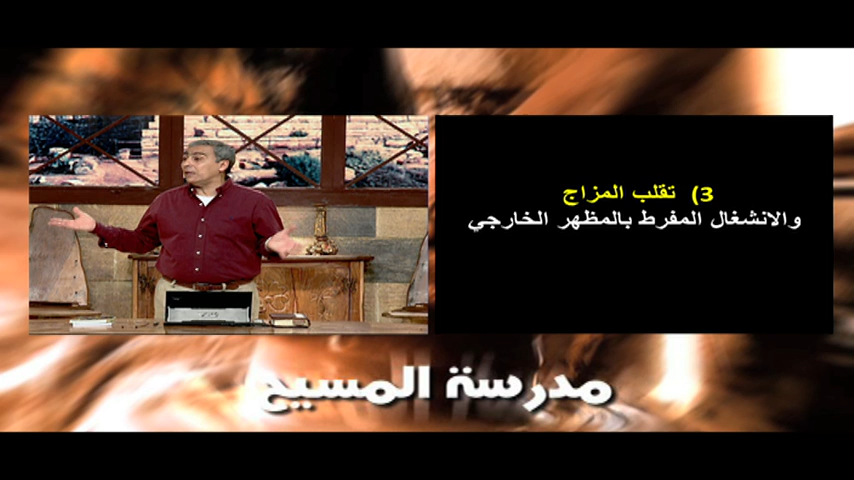 3) تقلب المزاج
والانشغال المفرط بالمظهر الخارجي
مدرسة المسيح